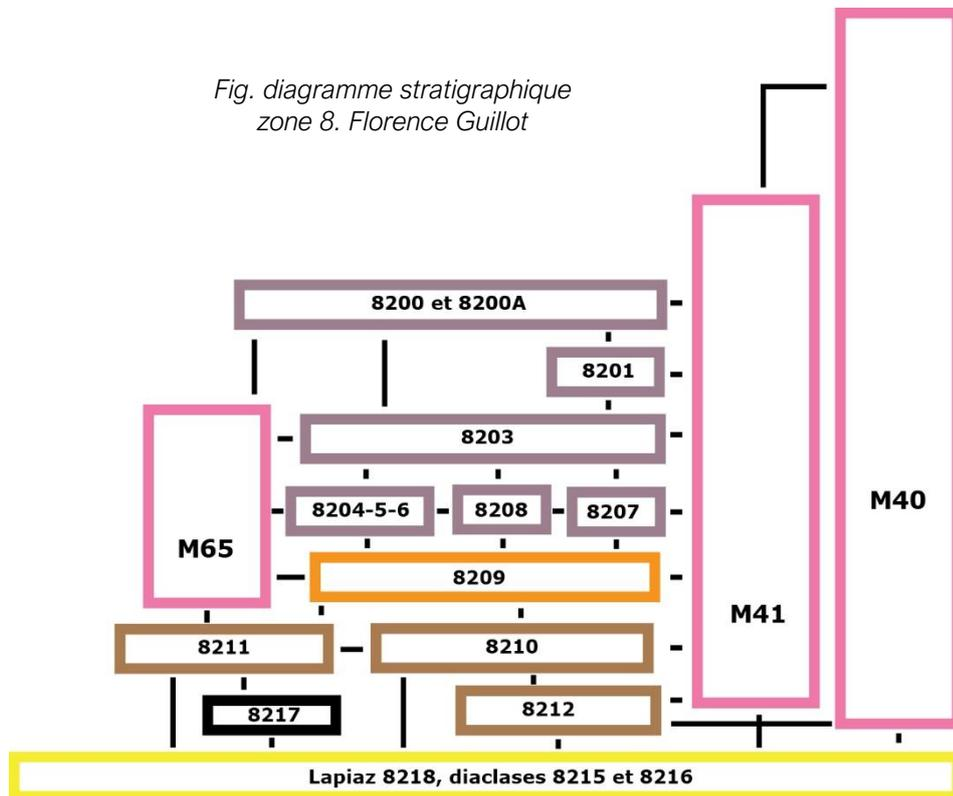 Fig. diagramme stratigraphique
zone 8. Florence Guillot
8200 et 8200A
8201
8203
8204-5-6
8208
8207
M40
M65
8209
M41
8211
8210
8217
8212
Lapiaz 8218, diaclases 8215 et 8216